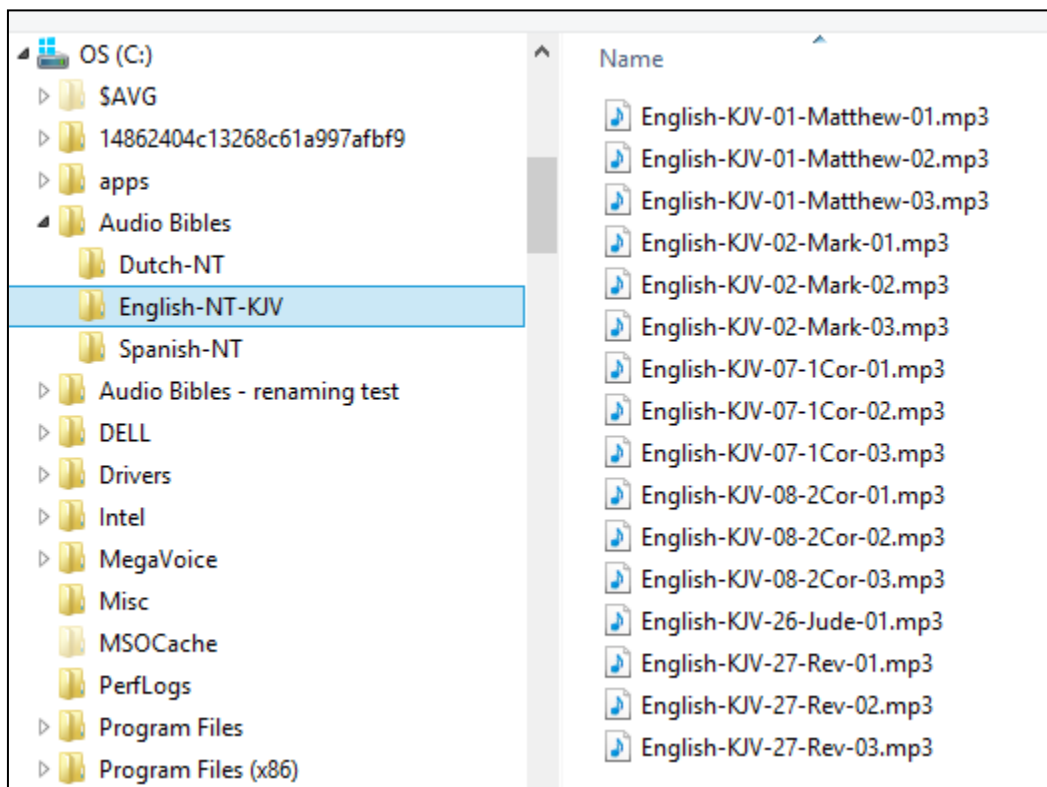 OS (C:)
$AVG
14862404c13268c61a997afbf9
apps
Audio Bibles
Dutch-NT
English-NT-KJV
Spanish-NT
Audio Bibles - renaming test
DELL
Drivers
Intel
MegaVoice
Misc
MSOCache
PerfLogs
Program Files
Program Files (x86)
Name
English-KJV-01-Matthew-01.mp3
English-KJV-01-Matthew-02.mp3
English-KJV-01-Matthew-03.mp3
English-KJV-02-Mark-01.mp3
English-KJV-02-Mark-02.mp3
English-KJV-02-Mark-03.mp3
English-KJV-07-1Cor-01.mp3
English-KJV-07-1Cor-02.mp3
English-KJV-07-1Cor-03.mp3
English-KJV-08-2Cor-01.mp3
English-KJV-08-2Cor-02.mp3
English-KJV-08-2Cor-03.mp3
English-KJV-26-Jude-01.mp3
English-KJV-27-Rev-01.mp3
English-KJV-27-Rev-02.mp3
English-KJV-27-Rev-03.mp3